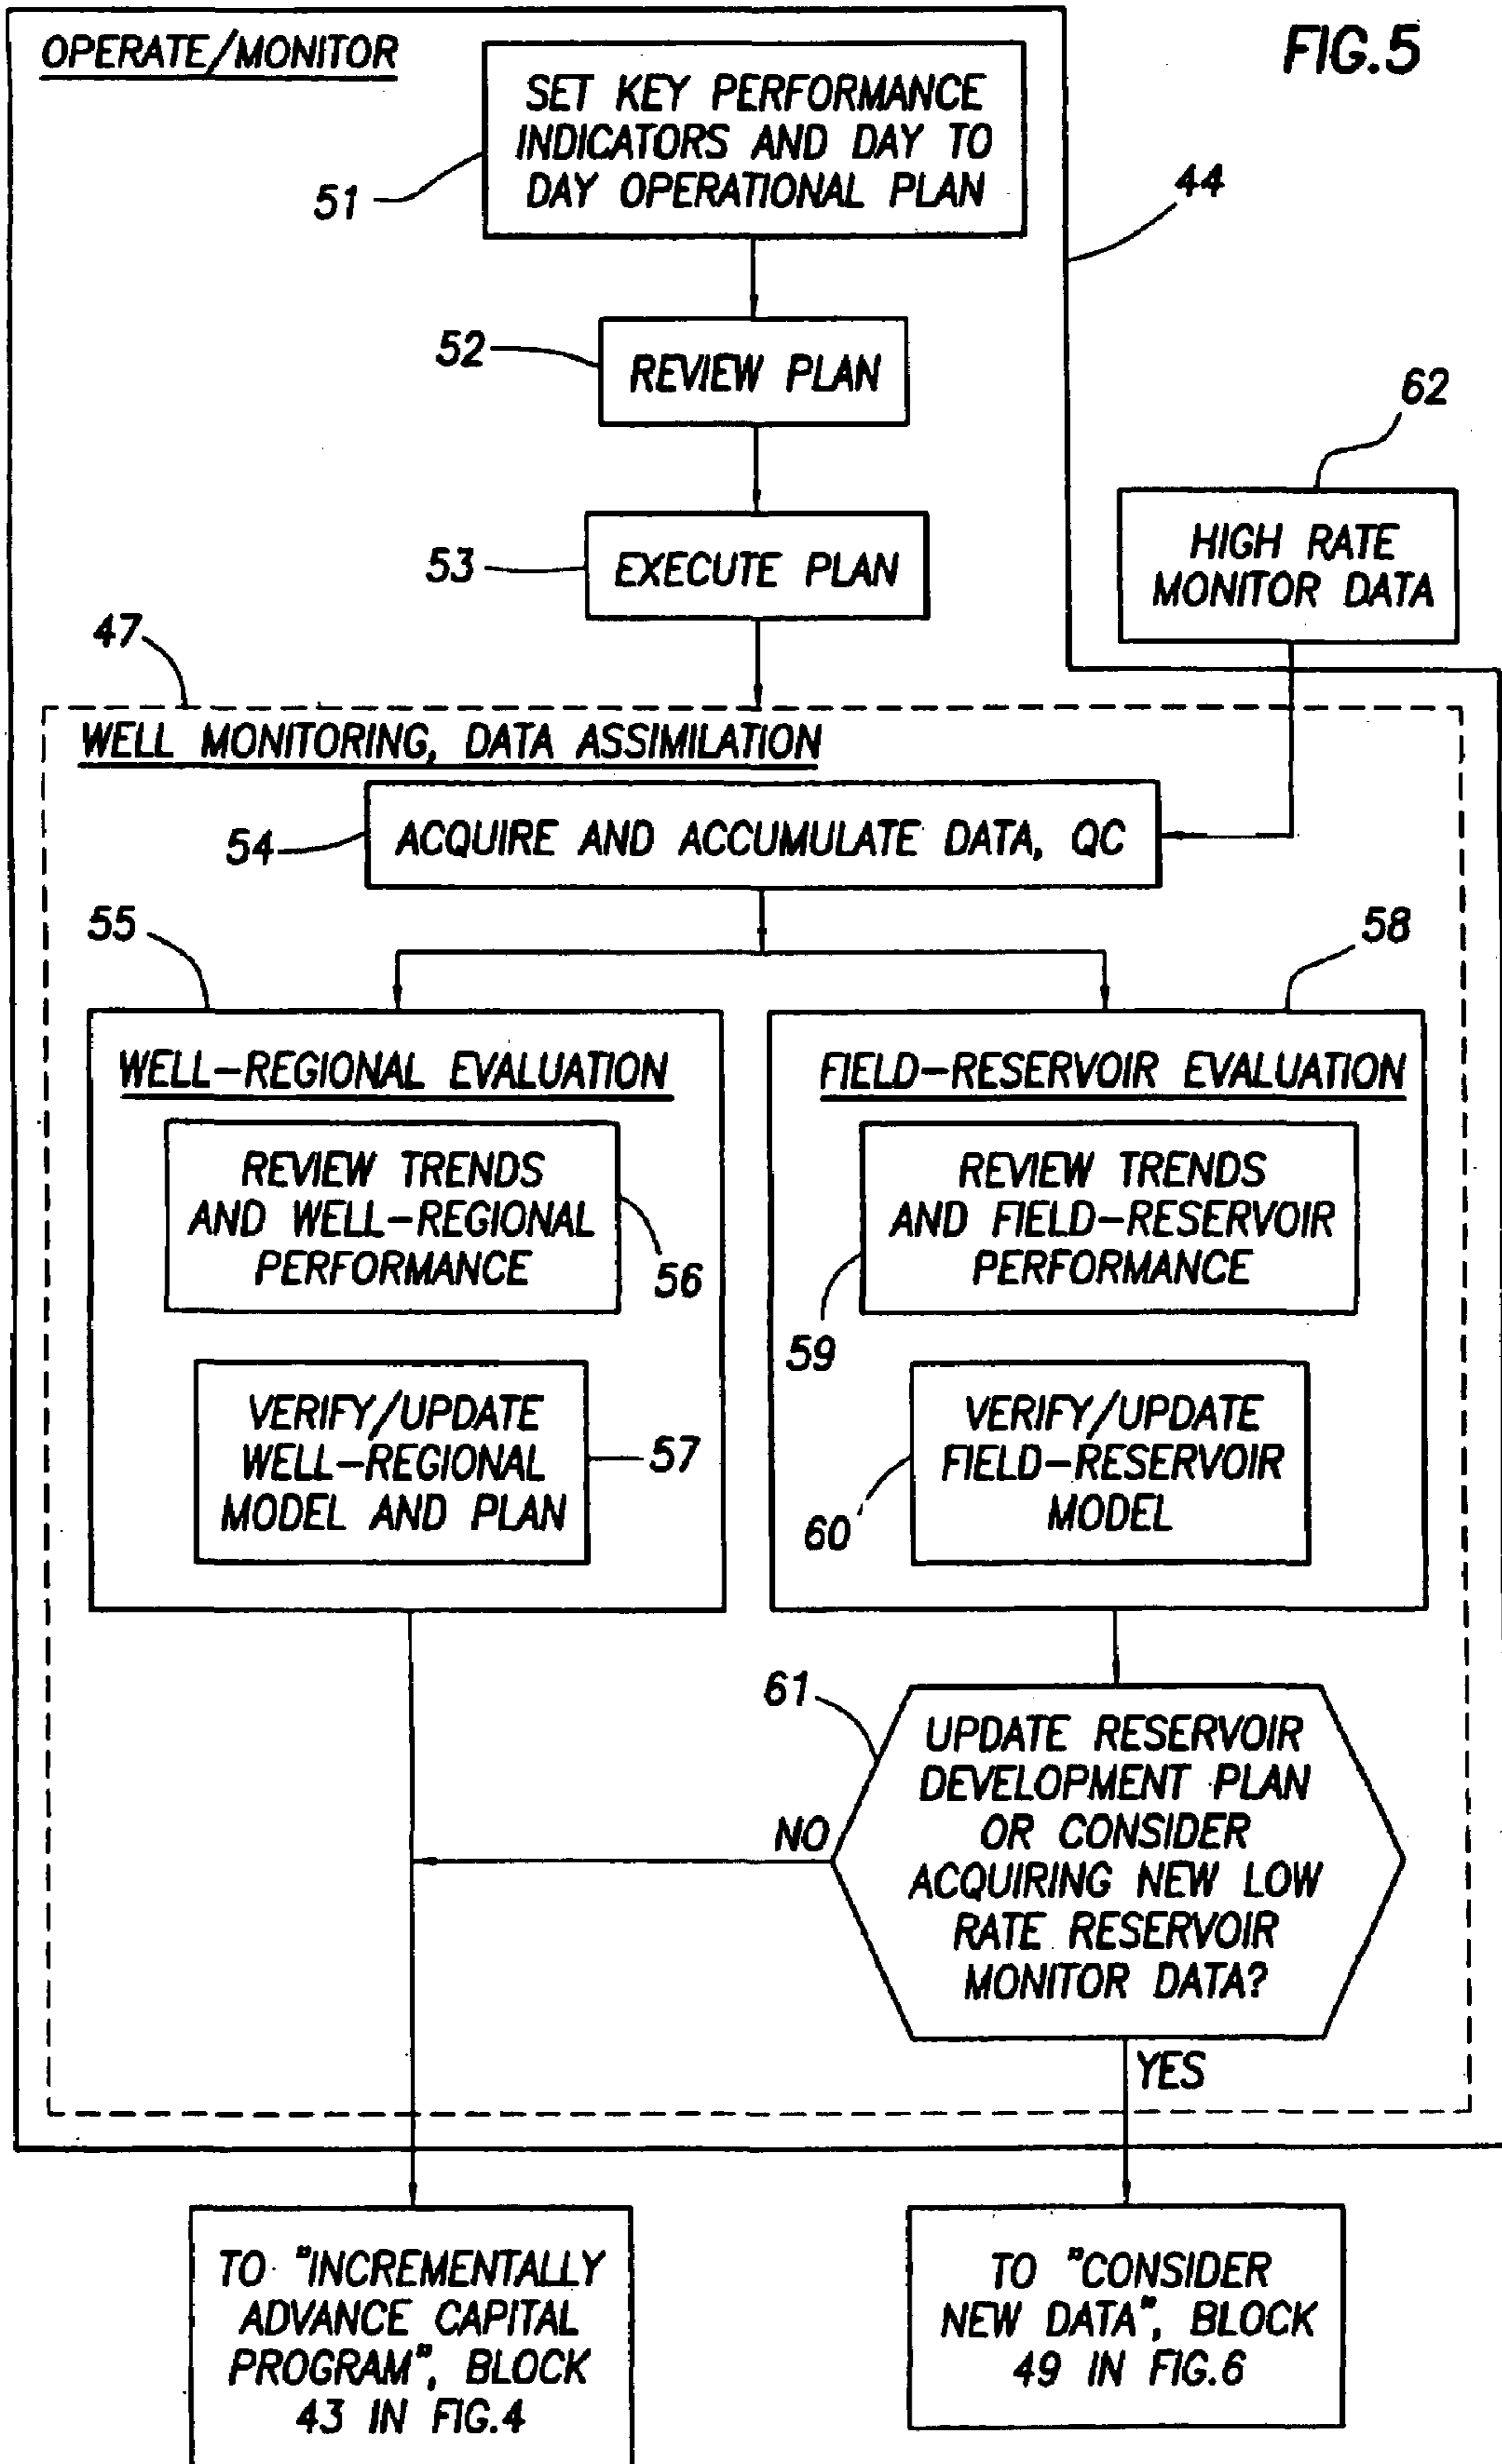 OPERATE/MONITOR
FIG.5
SET KEY PERFORMANCE
INDICATORS AND DAY TO
DAY OPERATIONAL PLAN
51
44
52
REVIEW PLAN
62
HIGH RATE
MONITOR DATA
53
EXECUTE PLAN
47
WELL MONITORING, DATA ASSIMILATION
54
ACQUIRE AND ACCUMULATE DATA, QC
55
58
WELL-REGIONAL EVALUATION
REVIEW TRENDS
AND WELL-REGIONAL
PERFORMANCE
56
VERIFY/UPDATE
WELL-REGIONAL
MODEL AND PLAN
57
FIELD-RESERVOIR EVALUATION
REVIEW TRENDS
AND FIELD-RESERVOIR
PERFORMANCE
59
VERIFY/UPDATE
FIELD-RESERVOIR
MODEL
60
61
UPDATE RESERVOIR
DEVELOPMENT PLAN
OR CONSIDER
ACQUIRING NEW LOW
RATE RESERVOIR
MONITOR DATA?
NO
YES
TO "INCREMENTALLY
ADVANCE CAPITAL
PROGRAM", BLOCK
43 IN FIG.4
TO "CONSIDER
NEW DATA", BLOCK
49 IN FIG.6